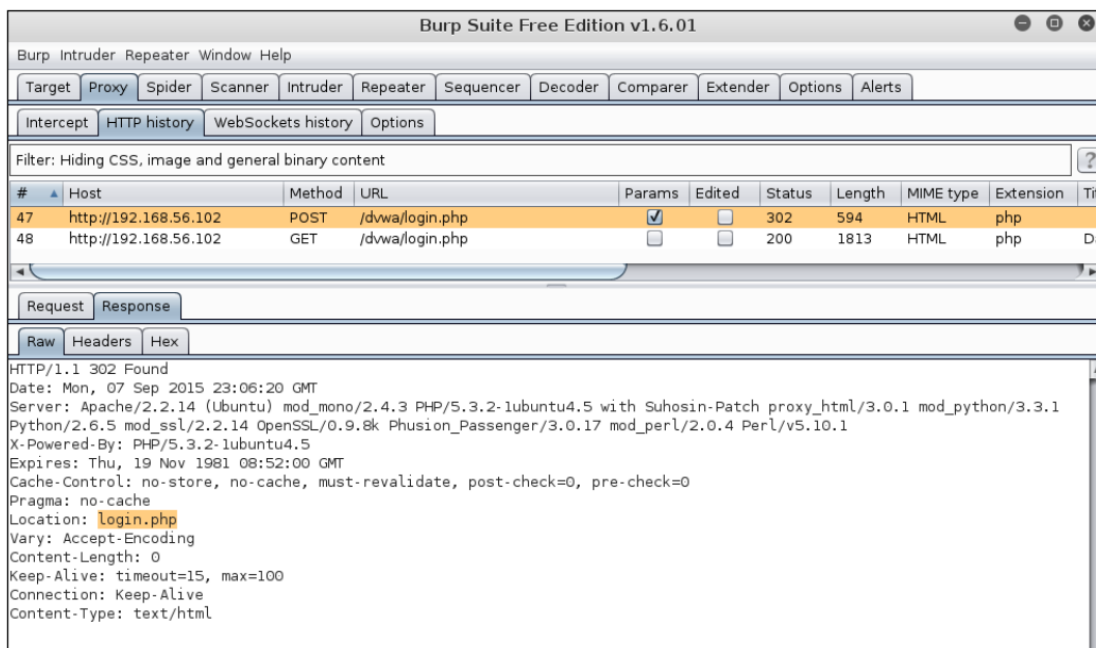 Burp Suite Free Edition v1.6.01
Burp Intruder Repeater Window Help
Target Proxy Spider Scanner Intruder Repeater Sequencer Decoder Comparer Extender Options Alerts
Intercept HTTP history WebSockets history Options
Filter: Hiding CSS, image and general binary content ?
# Host Method URL Params Edited Status Length MIME type Extension
47 http://192.168.56.102 POST /dvwa/login.php 302 594 HTML php
48 http://192.168.56.102 GET /dvwa/login.php 200 1813 HTML php
Request Response
Raw Headers Hex
HTTP/1.1 302 Found
Date: Mon, 07 Sep 2015 23:06:20 GMT
Server: Apache/2.2.14 (Ubuntu) mod_mono/2.4.3 PHP/5.3.2-1ubuntu4.5 with Suhosin-Patch proxy_html/3.0.1 mod_python/3.3.1
Python/2.6.5 mod_ssl/2.2.14 OpenSSL/0.9.8k Phusion_Passenger/3.0.17 mod_perl/2.0.4 Perl/v5.10.1
X-Powered-By: PHP/5.3.2-1ubuntu4.5
Expires: Thu, 19 Nov 1981 08:52:00 GMT
Cache-Control: no-store, no-cache, must-revalidate, post-check=0, pre-check=0
Pragma: no-cache
Location: login.php
Vary: Accept-Encoding
Content-Length: 0
Keep-Alive: timeout=15, max=100
Connection: Keep-Alive
Content-Type: text/html